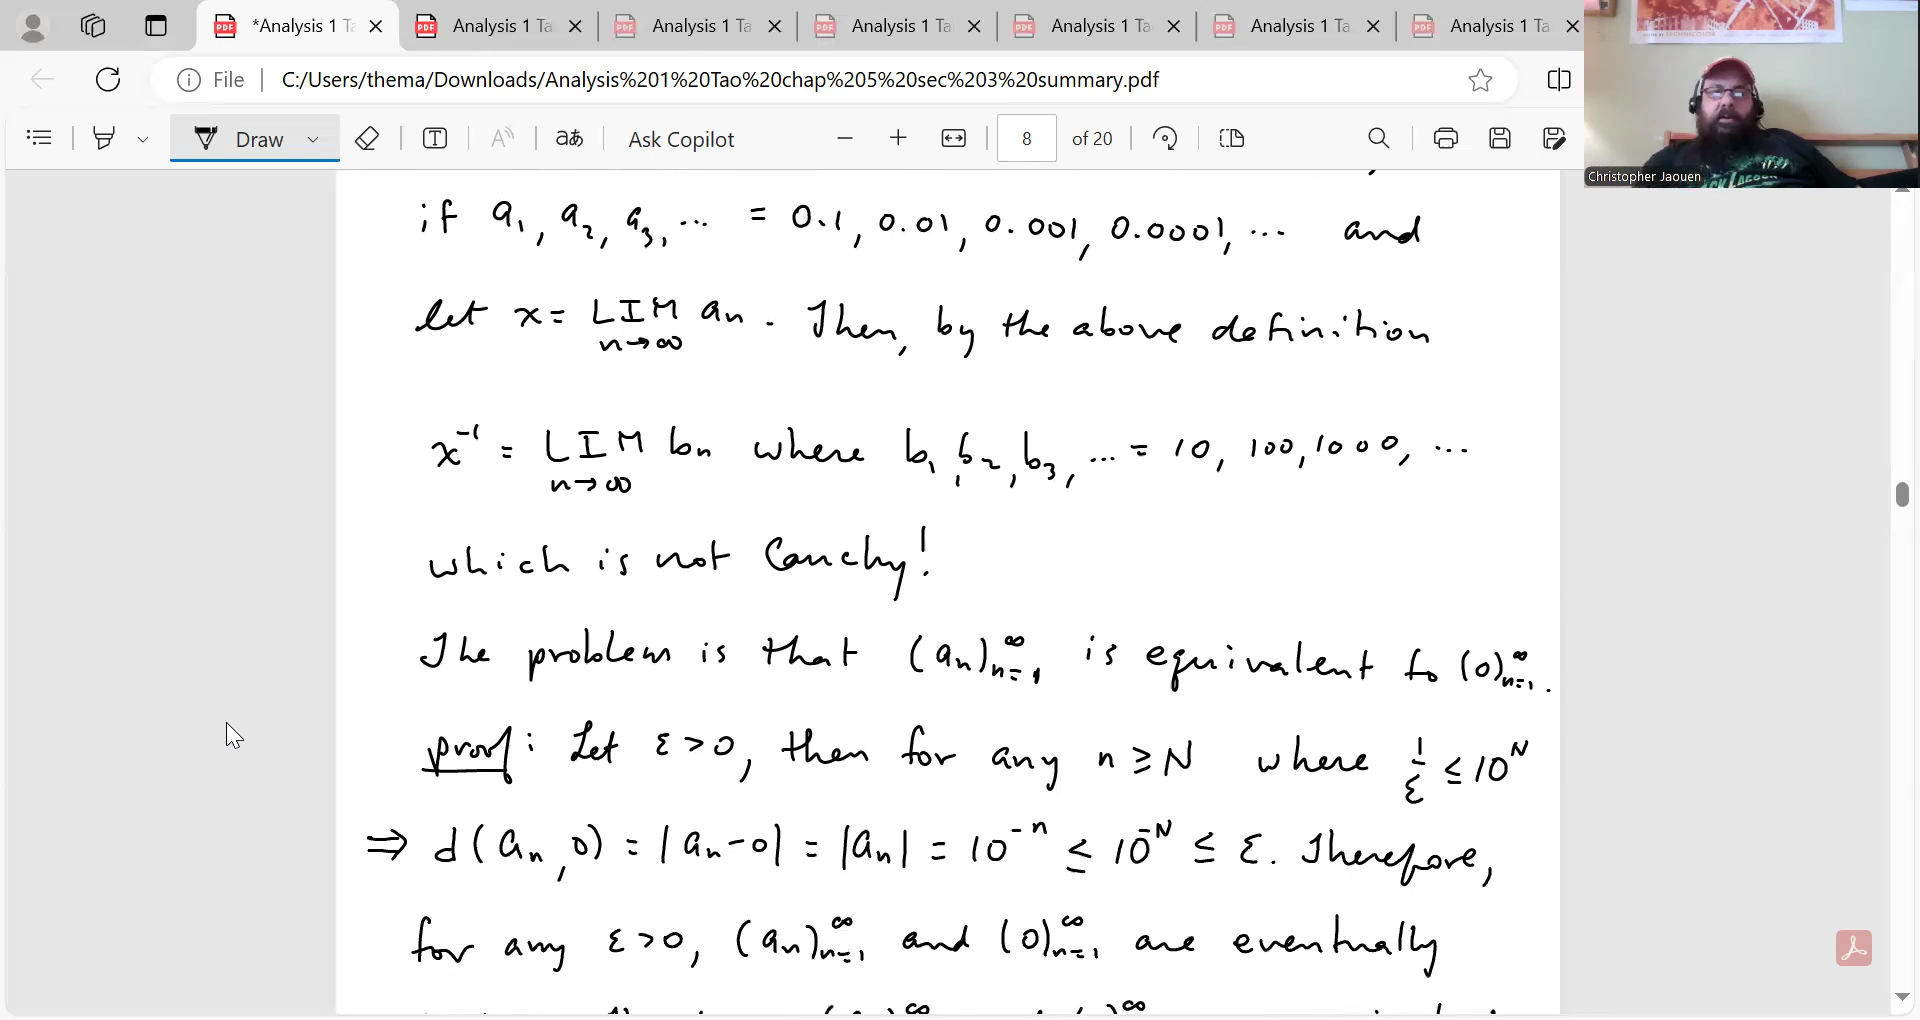 *Analysis 1 Ta
Analysis 1 Ta
Analysis 1 Ta
Analysis 1 Ta
Analysis 1 Ta
Analysis 1 Ta
Analysis 1 Ta
File
C:/Users/thema/Downloads/Analysis%201%20Tao%20chap%205%20sec%203%20summary.pdf
Draw
aあ
Ask Copilot
8 of 20
Christopher Jaouen
if a₁, a₂, a₃, ... = 0.1, 0.01, 0.001, 0.0001, ... and
let x = LIM aₙ. Then, by the above definition
n→∞
x⁻¹ = LIM bₙ where b₁, b₂, b₃, ... = 10, 100, 1000, ...
n→∞
which is not Cauchy!
The problem is that (aₙ)_{n=1}^∞ is equivalent to (0)_{n=1}^∞.
proof: Let ε>0, then for any n ≥ N where 1/ε ≤ 10^N
⇒ d(aₙ, 0) = |aₙ-0| = |aₙ| = 10⁻ⁿ ≤ 10^{-N} ≤ ε. Therefore,
for any ε>0, (aₙ)_{n=1}^∞ and (0)_{n=1}^∞ are eventually